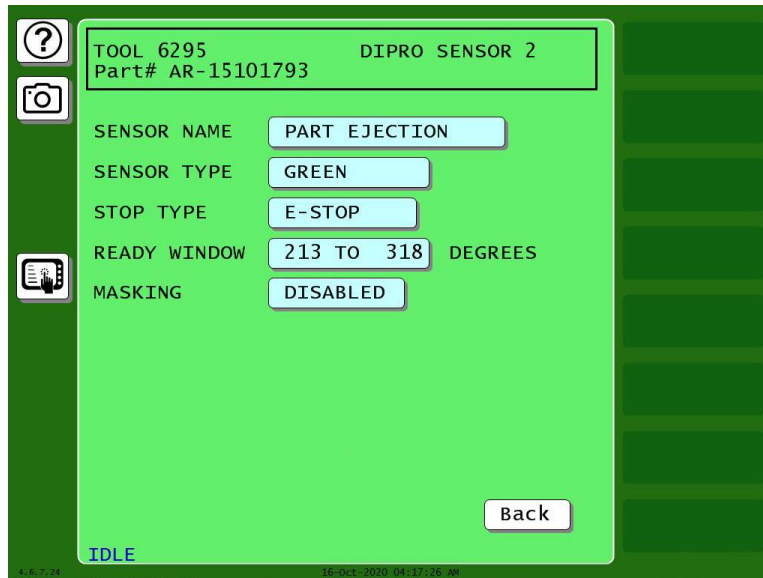 ?
TOOL 6295 DIPRO SENSOR 2
Part# AR-15101793
SENSOR NAME PART EJECTION
SENSOR TYPE GREEN
STOP TYPE E-STOP
READY WINDOW 213 TO 318 DEGREES
MASKING DISABLED
Back
IDLE
4.6.7.24 16-Oct-2020 04:17:26 AM